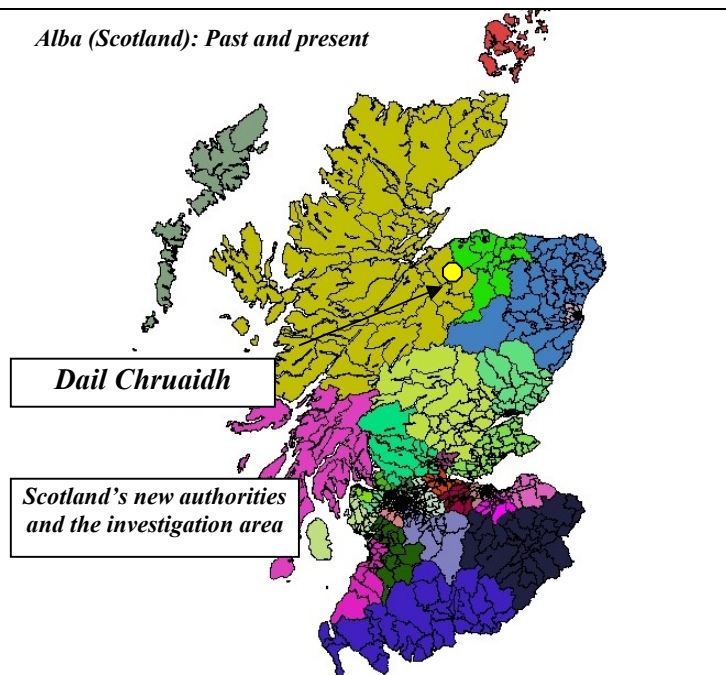 Alba (Scotland): Past and present
Dail Chruaidh
Scotland’s new authorities
and the investigation area